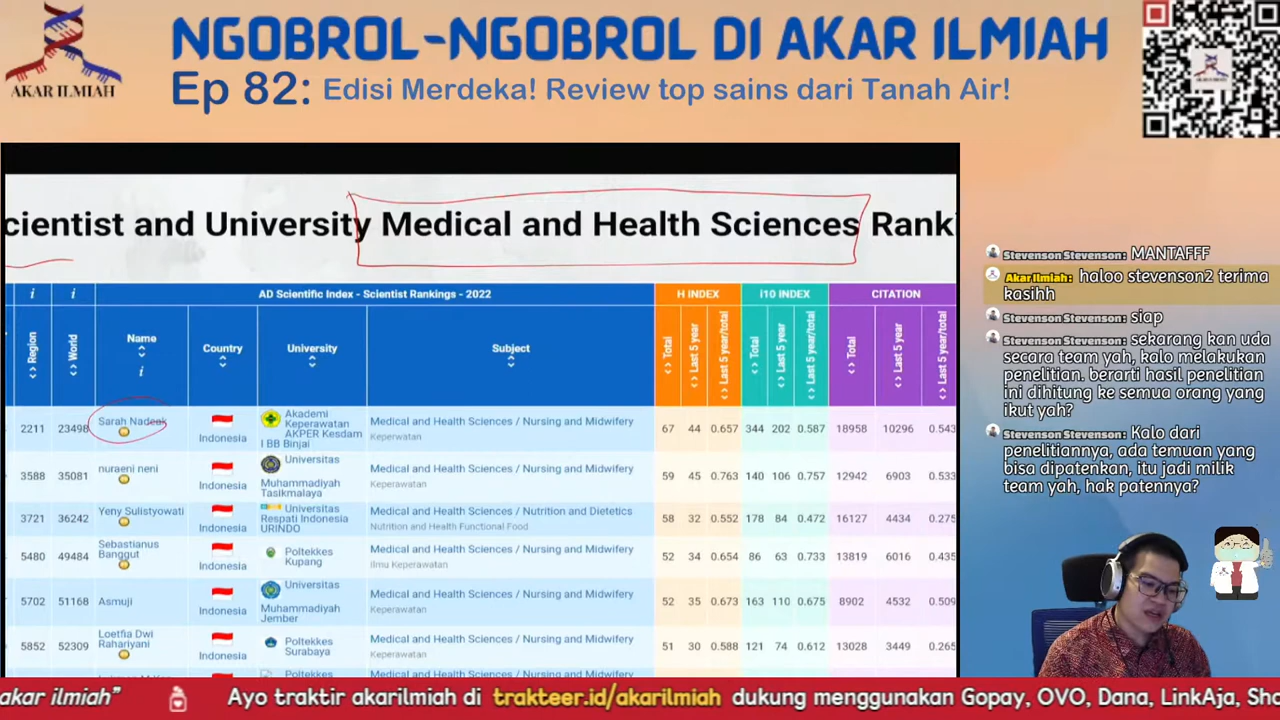 AKAR ILMIAH
NGOBROL-NGOBROL DI AKAR ILMIAH
Ep 82: Edisi Merdeka! Review top sains dari Tanah Air!
cientist and University Medical and Health Sciences Rank
i i AD Scientific Index - Scientist Rankings - 2022 H INDEX I10 INDEX CITATION
Region World Name i Country University Subject Total Last 5 year Last 5 year/total Total Last 5 year Last 5 year/total Total Last 5 year Last 5 year/total
2211 23498 Sarah Nadeak Indonesia Akademi Keperawatan AKPER Kesdam I BB Binjai Medical and Health Sciences / Nursing and Midwifery Keperwatan 67 44 0.657 344 202 0.587 18958 10296 0.543
3588 35081 nuraeni neni Indonesia Universitas Muhammadiyah Tasikmalaya Medical and Health Sciences / Nursing and Midwifery Keperawatan 59 45 0.763 140 106 0.757 12942 6903 0.533
3721 36242 Yeny Sulistyowati Indonesia Universitas Respati Indonesia URINDO Medical and Health Sciences / Nutrition and Dietetics Nutrition and Health Functional Food 58 32 0.552 178 84 0.472 16127 4434 0.275
5480 49484 Sebastianus Banggut Indonesia Poltekkes Kupang Medical and Health Sciences / Nursing and Midwifery Ilmu Keperawatan 52 34 0.654 86 63 0.733 13819 6016 0.435
5702 51168 Asmuji Indonesia Universitas Muhammadiyah Jember Medical and Health Sciences / Nursing and Midwifery Keperawatan 52 35 0.673 163 110 0.675 8902 4532 0.509
5852 52309 Loetfia Dwi Rahariyani Indonesia Poltekkes Surabaya Medical and Health Sciences / Nursing and Midwifery Keperawatan 51 30 0.588 121 74 0.612 13028 3449 0.265
Stevenson Stevenson: MANTAFFF
Akar Ilmiah: haloo stevenson2 terima
kasihh
Stevenson Stevenson: siap
Stevenson Stevenson: sekarang kan uda
secara team yah, kalo melakukan
penelitian. berarti hasil penelitian
ini dihitung ke semua orang yang
ikut yah?
Stevenson Stevenson: Kalo dari
penelitiannya, ada temuan yang
bisa dipatenkan, itu jadi milik
team yah, hak patennya?
akar ilmiah” Ayo traktir akarilmiah di trakteer.id/akarilmiah dukung menggunakan Gopay, OVO, Dana, LinkAja, Sho